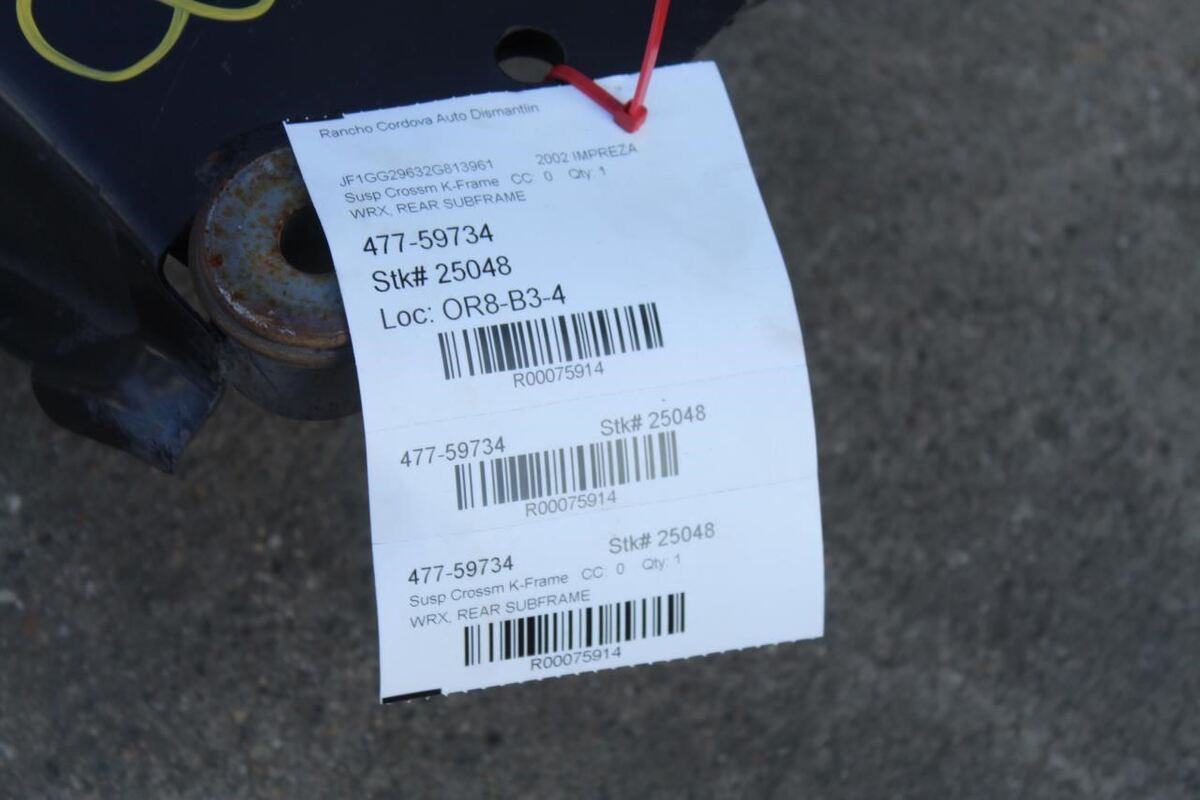 Rancho Cordova Auto Dismantlin
JF1GG29632G813961 2002 IMPREZA
Susp Crossm K-Frame CC: 0 Qty: 1
WRX, REAR SUBFRAME
477-59734
Stk# 25048
Loc: OR8-B3-4
R00075914
477-59734 Stk# 25048
R00075914
477-59734 Stk# 25048
Susp Crossm K-Frame CC: 0 Qty: 1
WRX, REAR SUBFRAME
R00075914